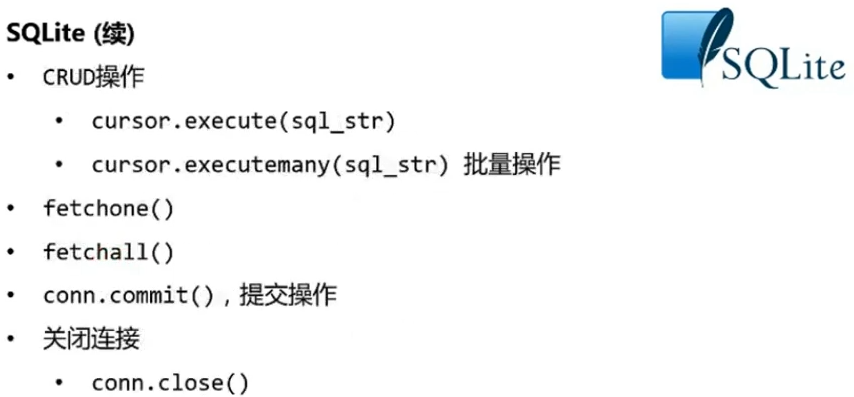 SQLite (续)
SQLite
• CRUD操作
• cursor.execute(sql_str)
• cursor.executemany(sql_str) 批量操作
• fetchone()
• fetchall()
• conn.commit(),提交操作
• 关闭连接
• conn.close()